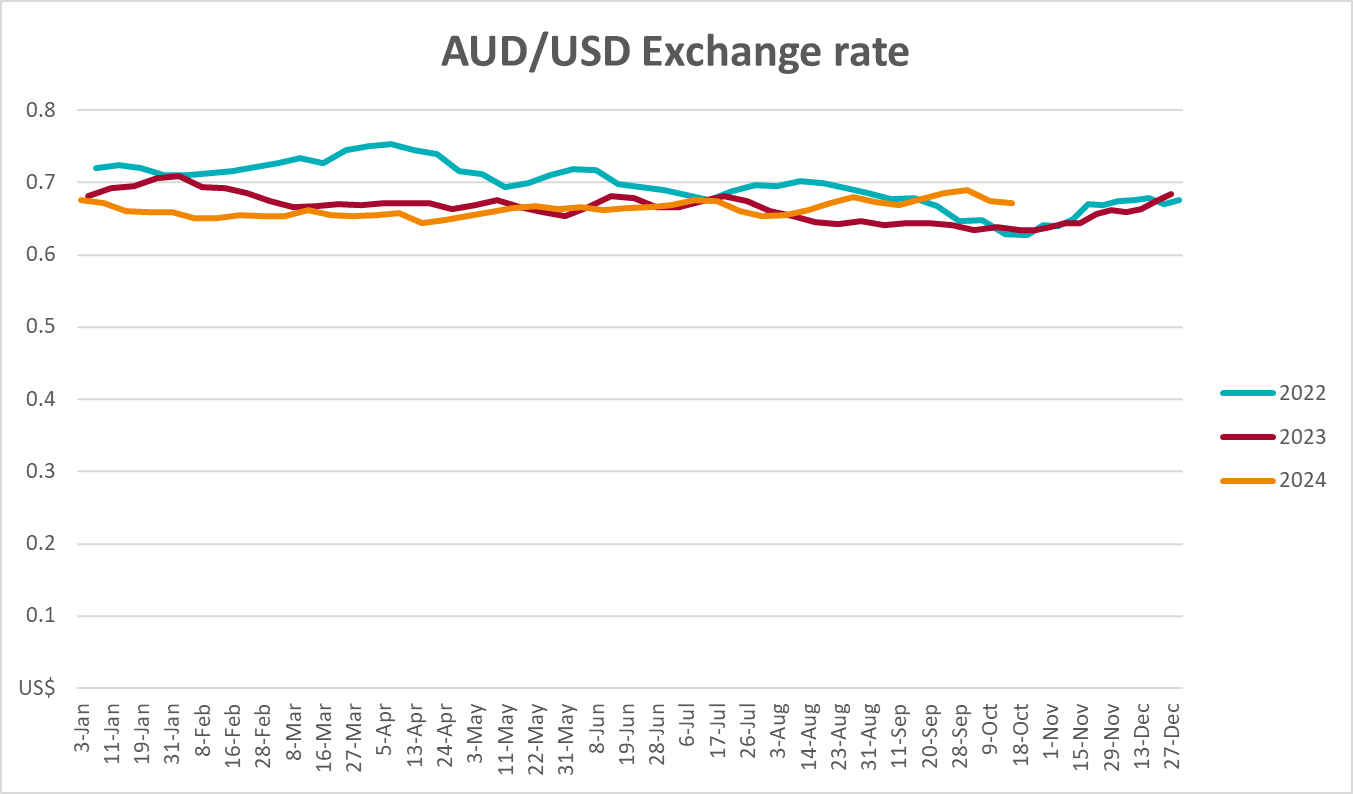 AUD/USD Exchange rate
0.8
0.7
0.6
0.5
0.4
0.3
0.2
0.1
US$
2022
2023
2024
3-Jan
11-Jan
19-Jan
31-Jan
8-Feb
16-Feb
28-Feb
8-Mar
16-Mar
27-Mar
5-Apr
13-Apr
24-Apr
3-May
11-May
22-May
31-May
8-Jun
19-Jun
28-Jun
6-Jul
17-Jul
26-Jul
3-Aug
14-Aug
23-Aug
31-Aug
11-Sep
20-Sep
28-Sep
9-Oct
18-Oct
1-Nov
15-Nov
29-Nov
13-Dec
27-Dec